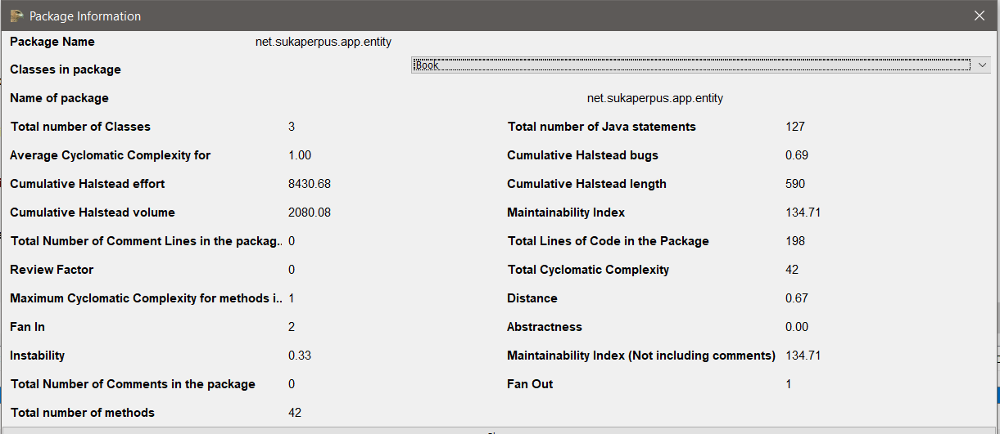 Package Information
Package Name net.sukaperpus.app.entity
Classes in package Book
Name of package net.sukaperpus.app.entity
Total number of Classes 3 Total number of Java statements 127
Average Cyclomatic Complexity for 1.00 Cumulative Halstead bugs 0.69
Cumulative Halstead effort 8430.68 Cumulative Halstead length 590
Cumulative Halstead volume 2080.08 Maintainability Index 134.71
Total Number of Comment Lines in the packag.. 0 Total Lines of Code in the Package 198
Review Factor 0 Total Cyclomatic Complexity 42
Maximum Cyclomatic Complexity for methods i.. 1 Distance 0.67
Fan In 2 Abstractness 0.00
Instability 0.33 Maintainability Index (Not including comments) 134.71
Total Number of Comments in the package 0 Fan Out 1
Total number of methods 42